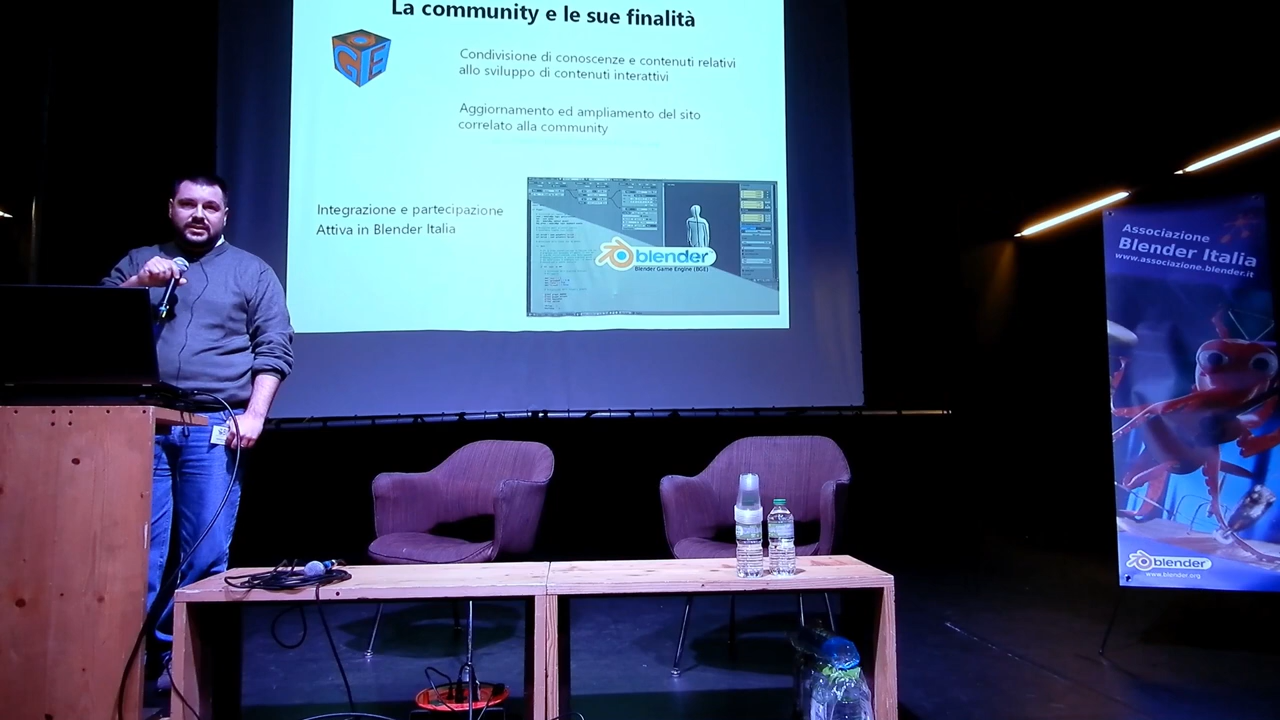 La community e le sue finalità
GE
Condivisione di conoscenze e contenuti relativi
allo sviluppo di contenuti interattivi
Aggiornamento ed ampliamento del sito
correlato alla community
Integrazione e partecipazione
Attiva in Blender Italia
blender
Blender Game Engine (BGE)
Associazione
Blender Italia
www.associazione.blender.it
blender
www.blender.org